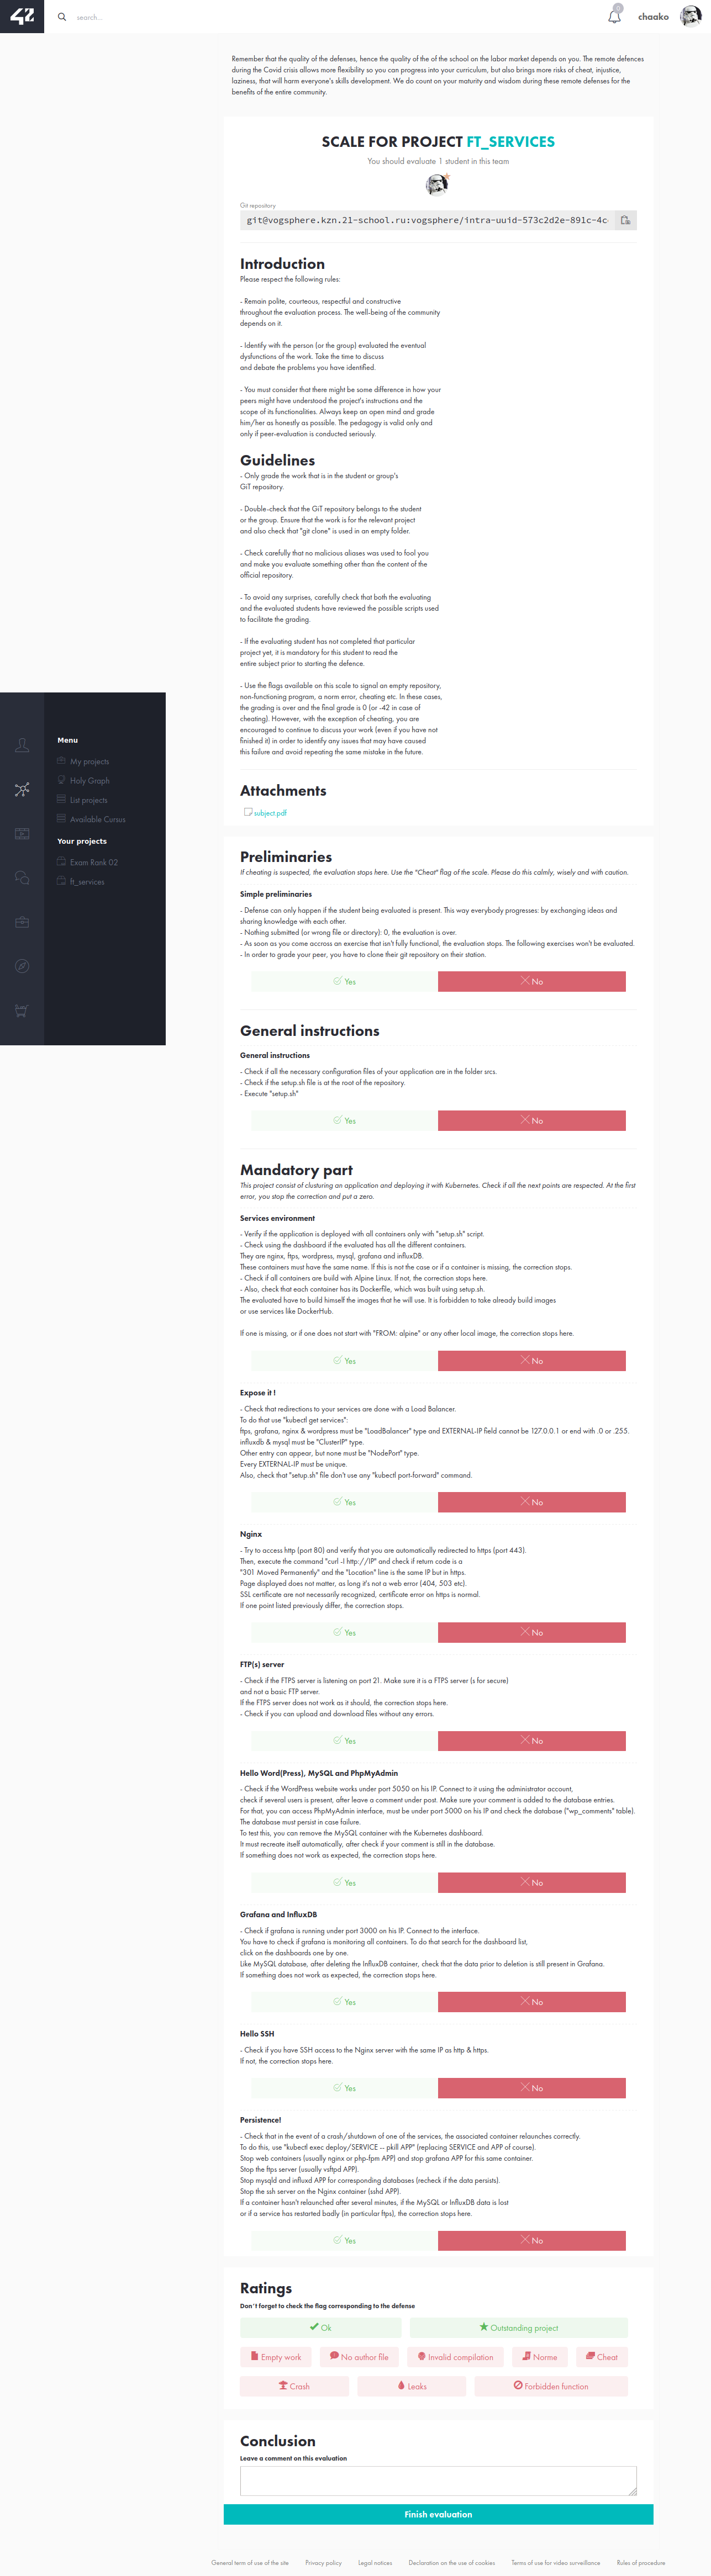 42
search...
0
chaako
Remember that the quality of the defenses, hence the quality of the of the school on the labor market depends on you. The remote defences
during the Covid crisis allows more flexibility so you can progress into your curriculum, but also brings more risks of cheat, injustice,
laziness, that will harm everyone's skills development. We do count on your maturity and wisdom during these remote defenses for the
benefits of the entire community.
SCALE FOR PROJECT FT_SERVICES
You should evaluate 1 student in this team
Git repository
git@vogsphere.kzn.21-school.ru:vogsphere/intra-uuid-573c2d2e-891c-4c
Introduction
Please respect the following rules:
- Remain polite, courteous, respectful and constructive
throughout the evaluation process. The well-being of the community
depends on it.
- Identify with the person (or the group) evaluated the eventual
dysfunctions of the work. Take the time to discuss
and debate the problems you have identified.
- You must consider that there might be some difference in how your
peers might have understood the project's instructions and the
scope of its functionalities. Always keep an open mind and grade
him/her as honestly as possible. The pedagogy is valid only and
only if peer-evaluation is conducted seriously.
Guidelines
- Only grade the work that is in the student or group's
GiT repository.
- Double-check that the GiT repository belongs to the student
or the group. Ensure that the work is for the relevant project
and also check that "git clone" is used in an empty folder.
- Check carefully that no malicious aliases was used to fool you
and make you evaluate something other than the content of the
official repository.
- To avoid any surprises, carefully check that both the evaluating
and the evaluated students have reviewed the possible scripts used
to facilitate the grading.
- If the evaluating student has not completed that particular
project yet, it is mandatory for this student to read the
entire subject prior to starting the defence.
- Use the flags available on this scale to signal an empty repository,
non-functioning program, a norm error, cheating etc. In these cases,
the grading is over and the final grade is 0 (or -42 in case of
cheating). However, with the exception of cheating, you are
encouraged to continue to discuss your work (even if you have not
finished it) in order to identify any issues that may have caused
this failure and avoid repeating the same mistake in the future.
Menu
My projects
Holy Graph
List projects
Available Cursus
Your projects
Exam Rank 02
ft_services
Attachments
subject.pdf
Preliminaries
If cheating is suspected, the evaluation stops here. Use the "Cheat" flag of the scale. Please do this calmly, wisely and with caution.
Simple preliminaries
- Defense can only happen if the student being evaluated is present. This way everybody progresses: by exchanging ideas and
sharing knowledge with each other.
- Nothing submitted (or wrong file or directory): 0, the evaluation is over.
- As soon as you come accross an exercise that isn't fully functional, the evaluation stops. The following exercises won't be evaluated.
- In order to grade your peer, you have to clone their git repository on their station.
Yes
No
General instructions
General instructions
- Check if all the necessary configuration files of your application are in the folder srcs.
- Check if the setup.sh file is at the root of the repository.
- Execute "setup.sh"
Yes
No
Mandatory part
This project consist of clusturing an application and deploying it with Kubernetes. Check if all the next points are respected. At the first
error, you stop the correction and put a zero.
Services environment
- Verify if the application is deployed with all containers only with "setup.sh" script.
- Check using the dashboard if the evaluated has all the different containers.
They are nginx, ftps, wordpress, mysql, grafana and influxDB.
These containers must have the same name. If this is not the case or if a container is missing, the correction stops.
- Check if all containers are build with Alpine Linux. If not, the correction stops here.
- Also, check that each container has its Dockerfile, which was built using setup.sh.
The evaluated have to build himself the images that he will use. It is forbidden to take already build images
or use services like DockerHub.
If one is missing, or if one does not start with "FROM: alpine" or any other local image, the correction stops here.
Yes
No
Expose it !
- Check that redirections to your services are done with a Load Balancer.
To do that use "kubectl get services":
ftps, grafana, nginx & wordpress must be "LoadBalancer" type and EXTERNAL-IP field cannot be 127.0.0.1 or end with .0 or .255.
influxdb & mysql must be "ClusterIP" type.
Other entry can appear, but none must be "NodePort" type.
Every EXTERNAL-IP must be unique.
Also, check that "setup.sh" file don't use any "kubectl port-forward" command.
Yes
No
Nginx
- Try to access http (port 80) and verify that you are automatically redirected to https (port 443).
Then, execute the command "curl -I http://IP" and check if return code is a
"301 Moved Permanently" and the "Location" line is the same IP but in https.
Page displayed does not matter, as long it's not a web error (404, 503 etc).
SSL certificate are not necessarily recognized, certificate error on https is normal.
If one point listed previously differ, the correction stops.
Yes
No
FTP(s) server
- Check if the FTPS server is listening on port 21. Make sure it is a FTPS server (s for secure)
and not a basic FTP server.
If the FTPS server does not work as it should, the correction stops here.
- Check if you can upload and download files without any errors.
Yes
No
Hello Word(Press), MySQL and PhpMyAdmin
- Check if the WordPress website works under port 5050 on his IP. Connect to it using the administrator account,
check if several users is present, after leave a comment under post. Make sure your comment is added to the database entries.
For that, you can access PhpMyAdmin interface, must be under port 5000 on his IP and check the database ("wp_comments" table).
The database must persist in case failure.
To test this, you can remove the MySQL container with the Kubernetes dashboard.
It must recreate itself automatically, after check if your comment is still in the database.
If something does not work as expected, the correction stops here.
Yes
No
Grafana and InfluxDB
- Check if grafana is running under port 3000 on his IP. Connect to the interface.
You have to check if grafana is monitoring all containers. To do that search for the dashboard list,
click on the dashboards one by one.
Like MySQL database, after deleting the InfluxDB container, check that the data prior to deletion is still present in Grafana.
If something does not work as expected, the correction stops here.
Yes
No
Hello SSH
- Check if you have SSH access to the Nginx server with the same IP as http & https.
If not, the correction stops here.
Yes
No
Persistence!
- Check that in the event of a crash/shutdown of one of the services, the associated container relaunches correctly.
To do this, use "kubectl exec deploy/SERVICE -- pkill APP" (replacing SERVICE and APP of course).
Stop web containers (usually nginx or php-fpm APP) and stop grafana APP for this same container.
Stop the ftps server (usually vsftpd APP).
Stop mysqld and influxd APP for corresponding databases (recheck if the data persists).
Stop the ssh server on the Nginx container (sshd APP).
If a container hasn't relaunched after several minutes, if the MySQL or InfluxDB data is lost
or if a service has restarted badly (in particular ftps), the correction stops here.
Yes
No
Ratings
Don't forget to check the flag corresponding to the defense
Ok
Outstanding project
Empty work
No author file
Invalid compilation
Norme
Cheat
Crash
Leaks
Forbidden function
Conclusion
Leave a comment on this evaluation
Finish evaluation
General term of use of the site
Privacy policy
Legal notices
Declaration on the use of cookies
Terms of use for video surveillance
Rules of procedure